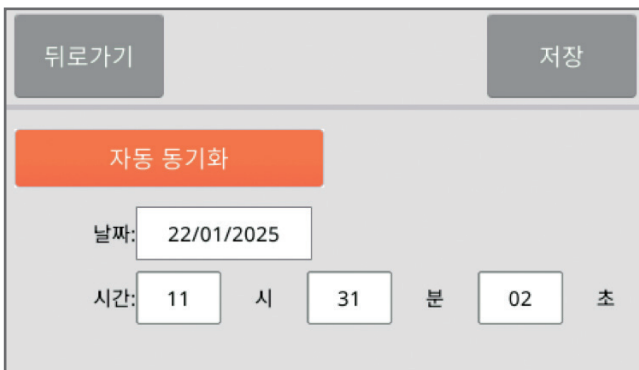 뒤로가기 저장
자동 동기화
날짜: 22/01/2025
시간: 11 시 31 분 02 초